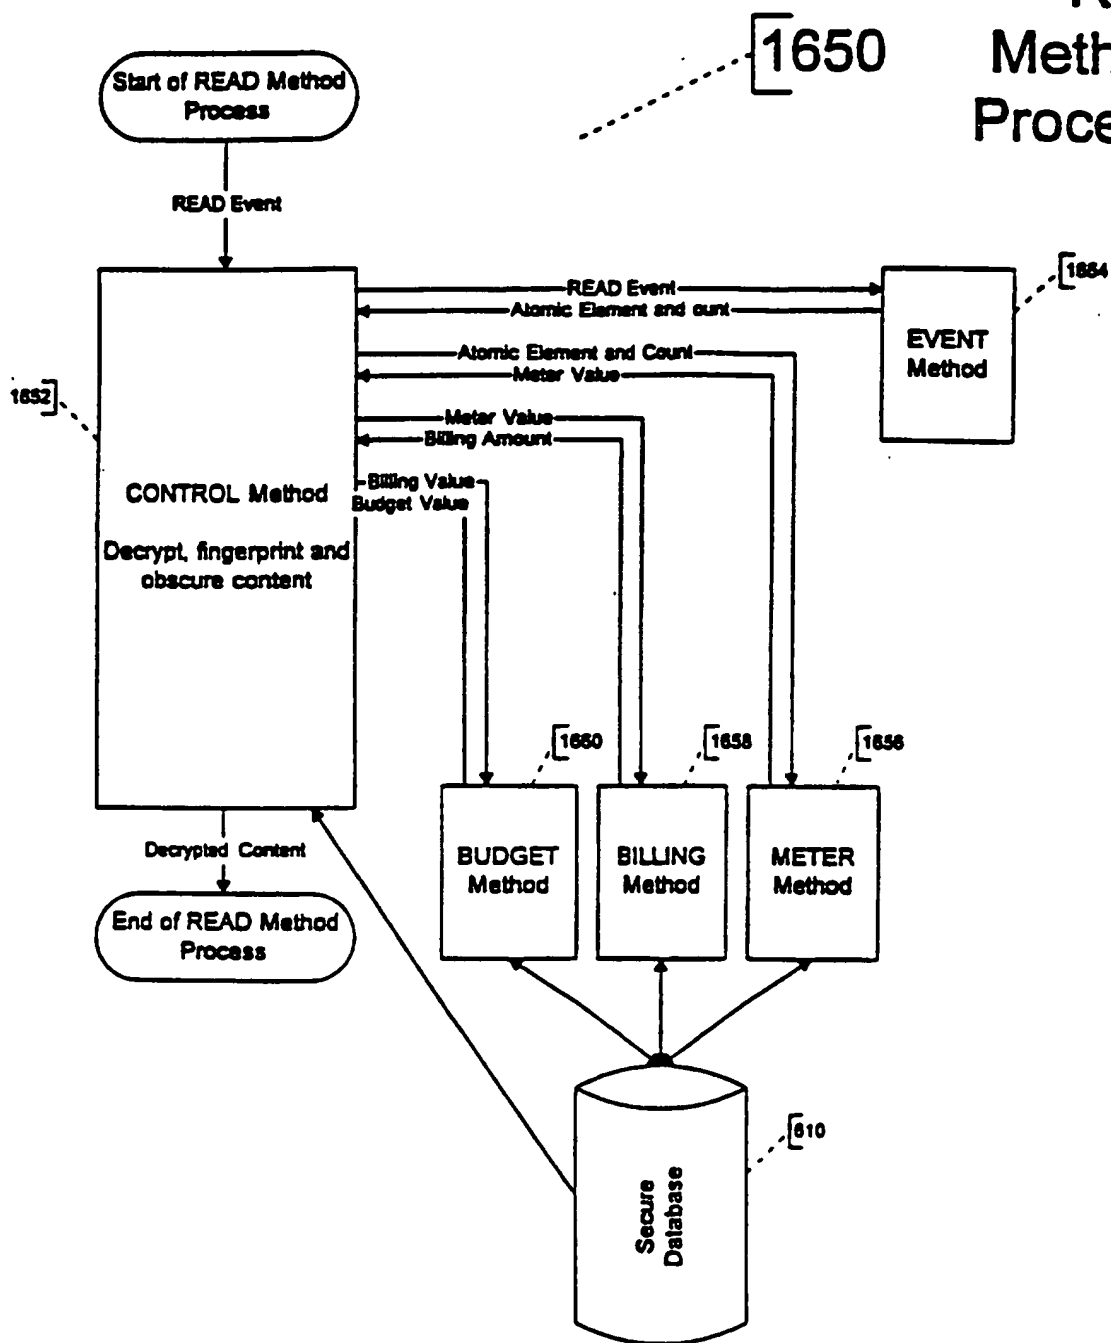 1650
Meth
Proce
Start of READ Method
Process
READ Event
READ Event
Atomic Element and ount
1654
EVENT
Method
Atomic Element and Count
Meter Value
1652
Meter Value
Billing Amount
Billing Value
Budget Value
CONTROL Method
Decrypt, fingerprint and
obscure content
1660
1658
1656
BUDGET
Method
BILLING
Method
METER
Method
Decrypted Content
End of READ Method
Process
610
Secure
Database